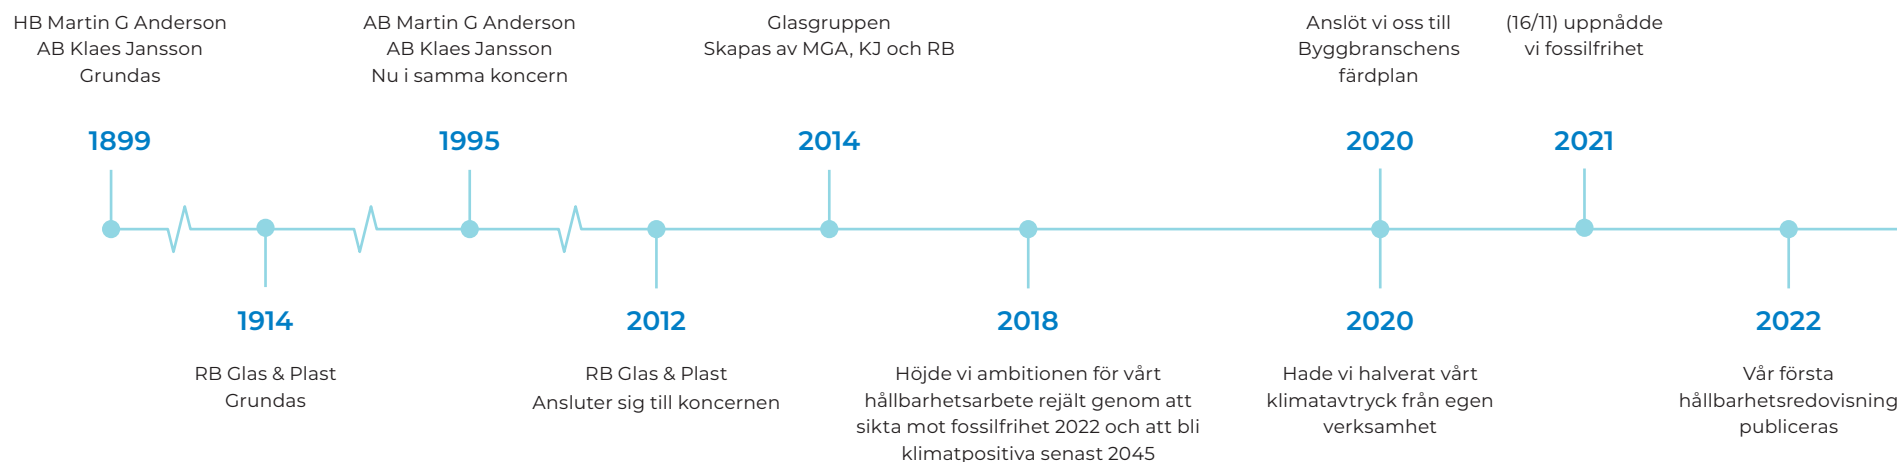 HB Martin G Anderson
AB Klaes Jansson
Grundas
1899
AB Martin G Anderson
AB Klaes Jansson
Nu i samma koncern
1995
Glasgruppen
Skapas av MGA, KJ och RB
2014
Anslöt vi oss till
Byggbranschens
färdplan
2020
(16/11) uppnådde
vi fossilfrihet
2021
1914
RB Glas & Plast
Grundas
2012
RB Glas & Plast
Ansluter sig till koncernen
2018
Höjde vi ambitionen för vårt
hållbarhetsarbete rejält genom att
sikta mot fossilfrihet 2022 och att bli
klimatpositiva senast 2045
2020
Hade vi halverat vårt
klimatavtryck från egen
verksamhet
2022
Vår första
hållbarhetsredovisning
publiceras